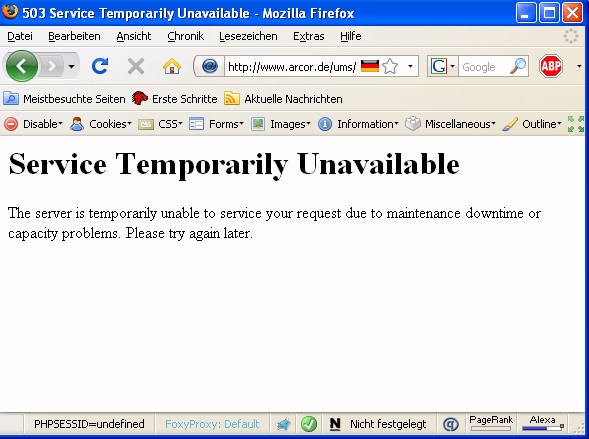 503 Service Temporarily Unavailable - Mozilla Firefox
Datei Bearbeiten Ansicht Chronik Lesezeichen Extras Hilfe
http://www.arcor.de/ums/ G Google ABP
Meistbesuchte Seiten Erste Schritte Aktuelle Nachrichten
Disable Cookies CSS Forms Images Information Miscellaneous Outline
Service Temporarily Unavailable
The server is temporarily unable to service your request due to maintenance downtime or
capacity problems. Please try again later.
PHPSESSID=undefined FoxyProxy: Default N Nicht festgelegt @ PageRank Alexa